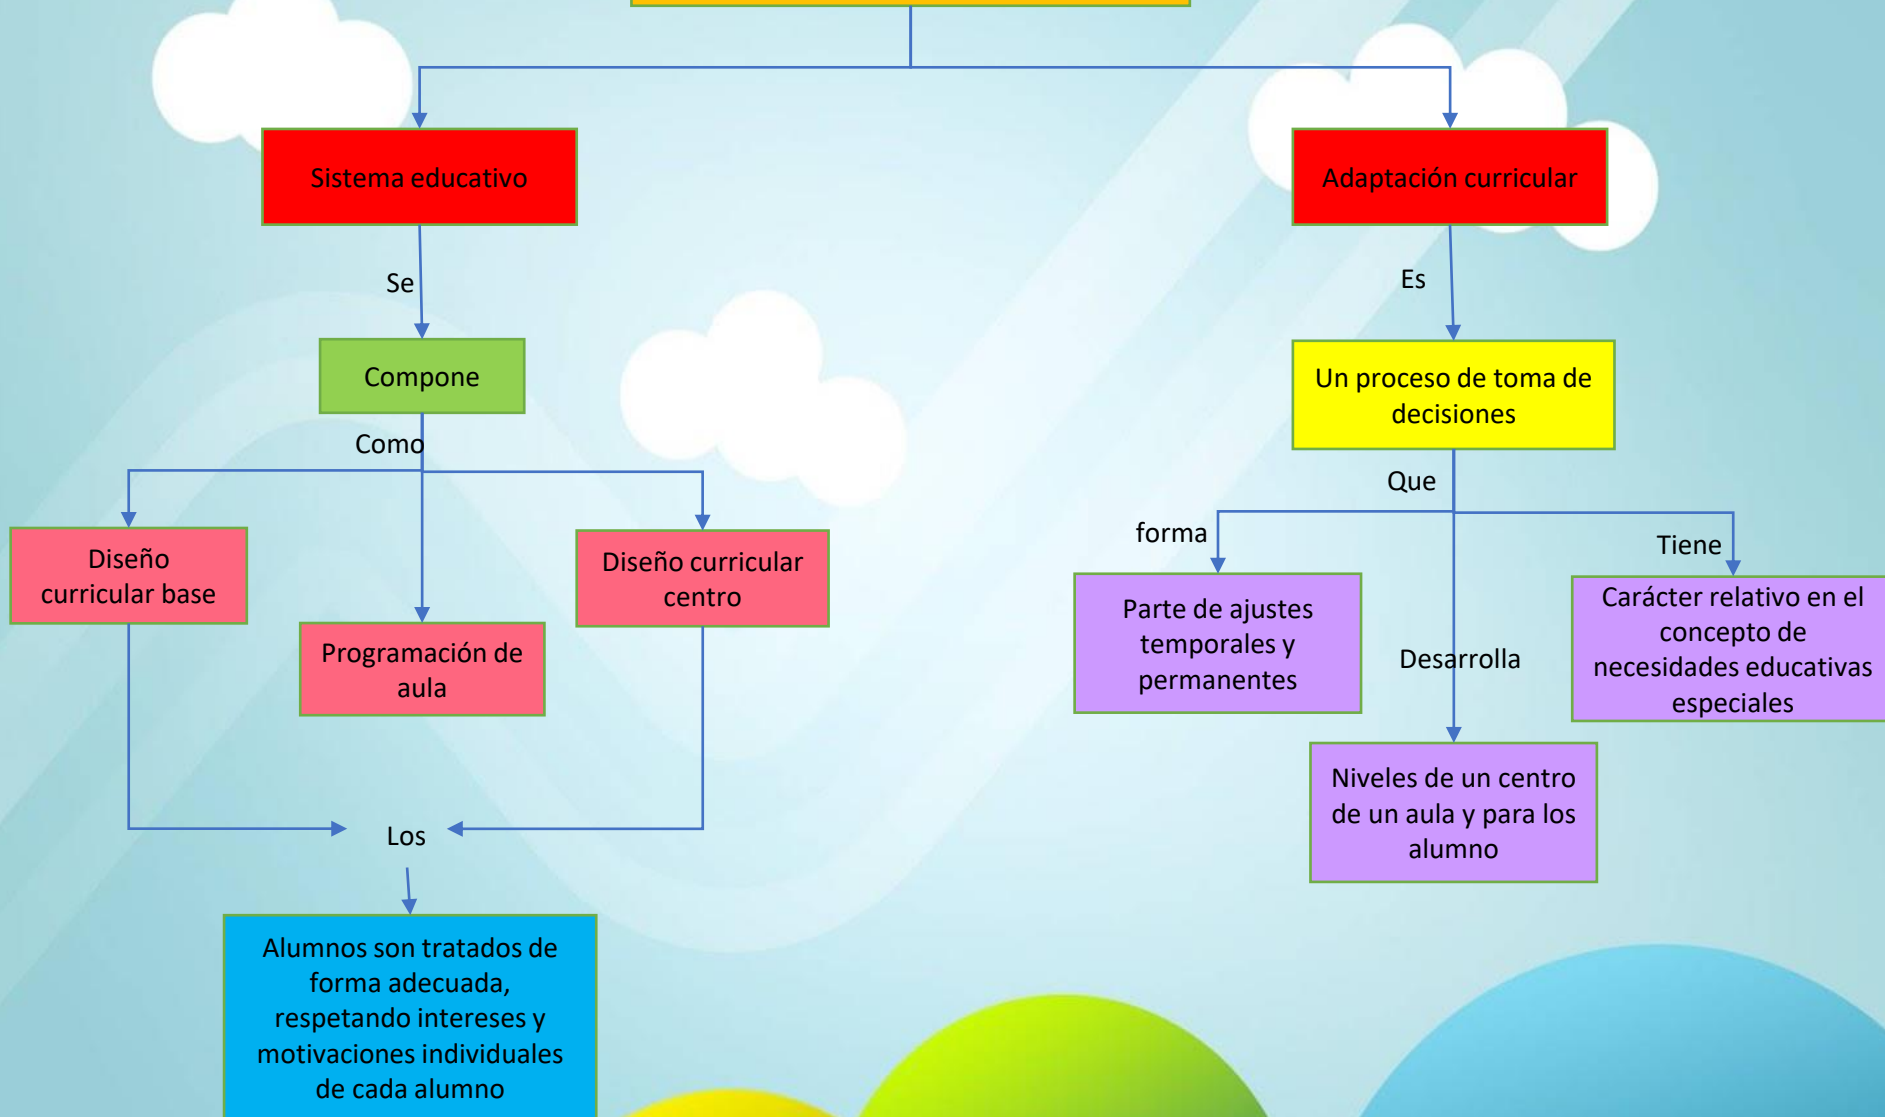 Sistema educativo
Adaptación curricular
Se
Es
Compone
Un proceso de toma de
decisiones
Como
Que
forma
Tiene
Diseño
curricular base
Programación de
aula
Diseño curricular
centro
Parte de ajustes
temporales y
permanentes
Desarrolla
Carácter relativo en el
concepto de
necesidades educativas
especiales
Niveles de un centro
de un aula y para los
alumno
Los
Alumnos son tratados de
forma adecuada,
respetando intereses y
motivaciones individuales
de cada alumno